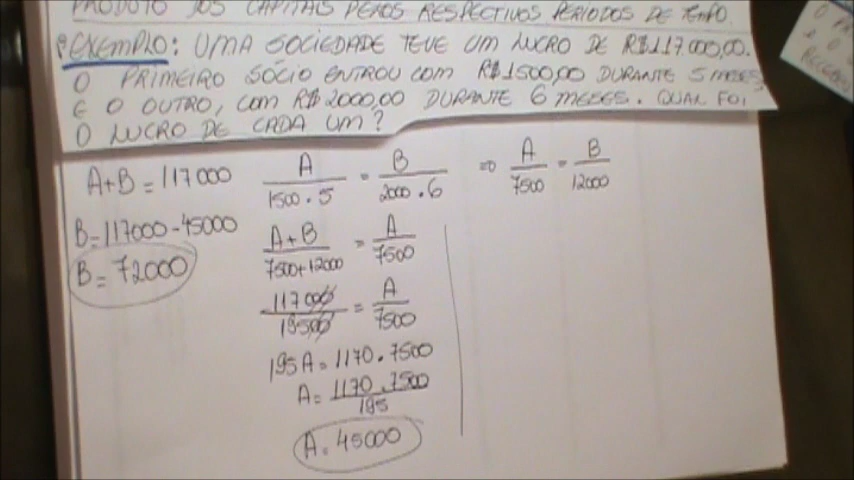 PRODUTO DOS CAPITAIS PELOS RESPECTIVOS PERÍODOS DE TEMPO.
EXEMPLO: UMA SOCIEDADE TEVE UM LUCRO DE R$117.000,00.
O PRIMEIRO SÓCIO ENTROU COM R$1500,00 DURANTE 5 MESES,
E O OUTRO, COM R$2000,00 DURANTE 6 MESES. QUAL FOI
O LUCRO DE CADA UM?
A+B=117000
A/1500.5 = B/2000.6 => A/7500 = B/12000
B=117000-45000
B=72000
A+B/7500+12000 = A/7500
117000/19500 = A/7500
195A=1170.7500
A=1170.7500/195
A=45000